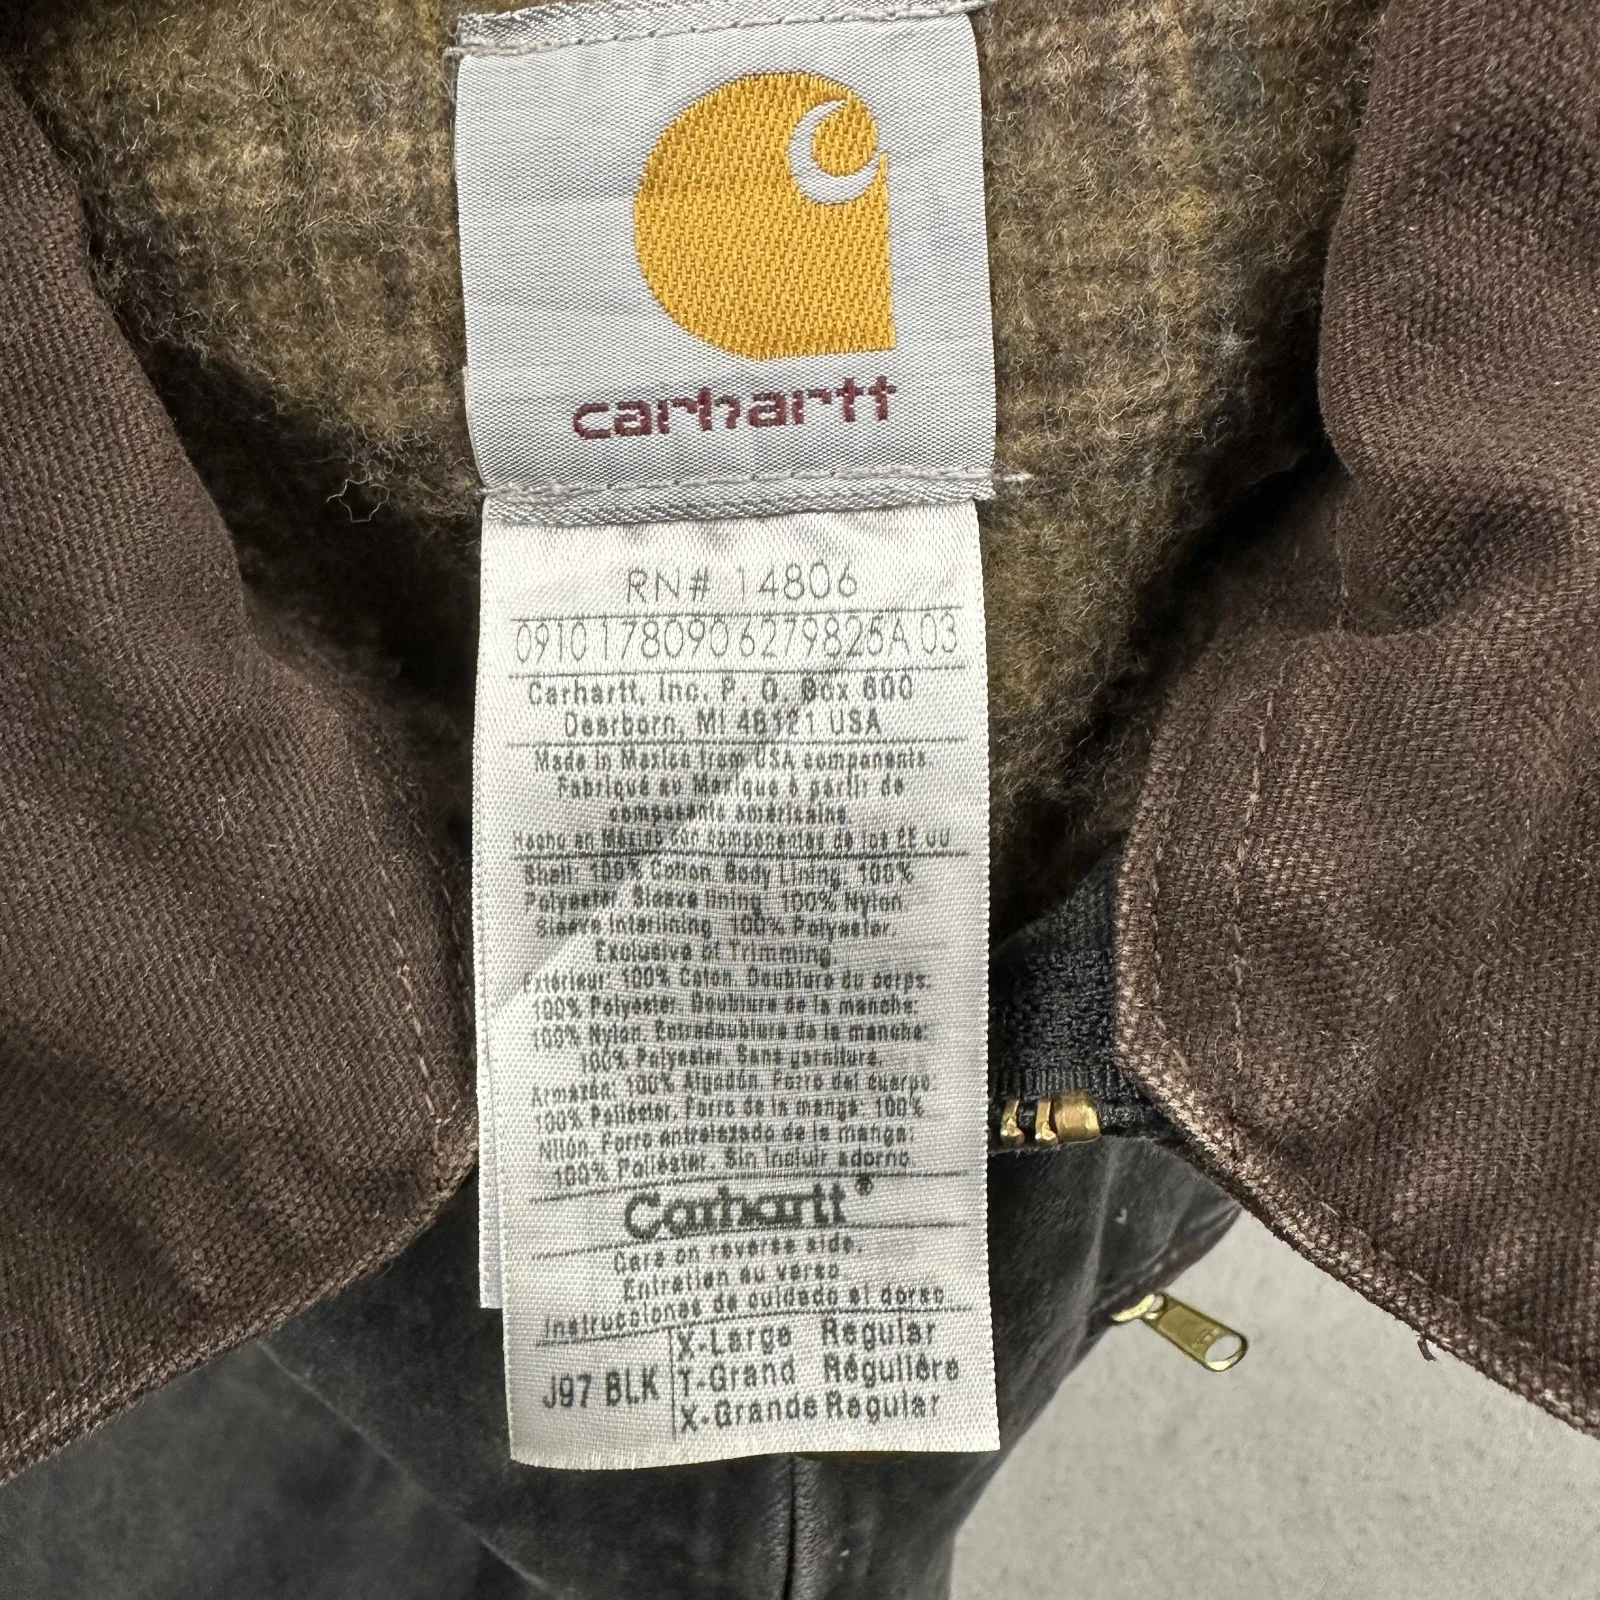 carhartt
RN# 14806
0910 1780906279825A 03
Carhartt, Inc. P. O. Box 600
Dearborn, MI 48121 USA
Made in Mexico from USA components
Fabriqué au Mexique à partir de
composants américains
Hecho en México con componentes de los EE UU
Shell: 100% Cotton. Body Lining: 100%
Polyester. Sleeve lining: 100% Nylon.
Sleeve Interlining: 100% Polyester.
Exclusive of Trimming.
Extérieur: 100% Coton. Doublure du corps:
100% Polyester. Doublure de la manche:
100% Nylon. Entredoublure de la manche:
100% Polyester. Sans garniture.
Armazón: 100% Algodón. Forro del cuerpo:
100% Poliéster. Forro de la manga: 100%
Nilón. Forro entrelazado de la manga:
100% Poliéster. Sin incluir adorno.
Carhartt®
Care on reverse side.
Entretien au verso.
Instrucciones de cuidado al dorso
X-Large Regular
J97 BLK T-Grand Régulière
X-Grande Regular